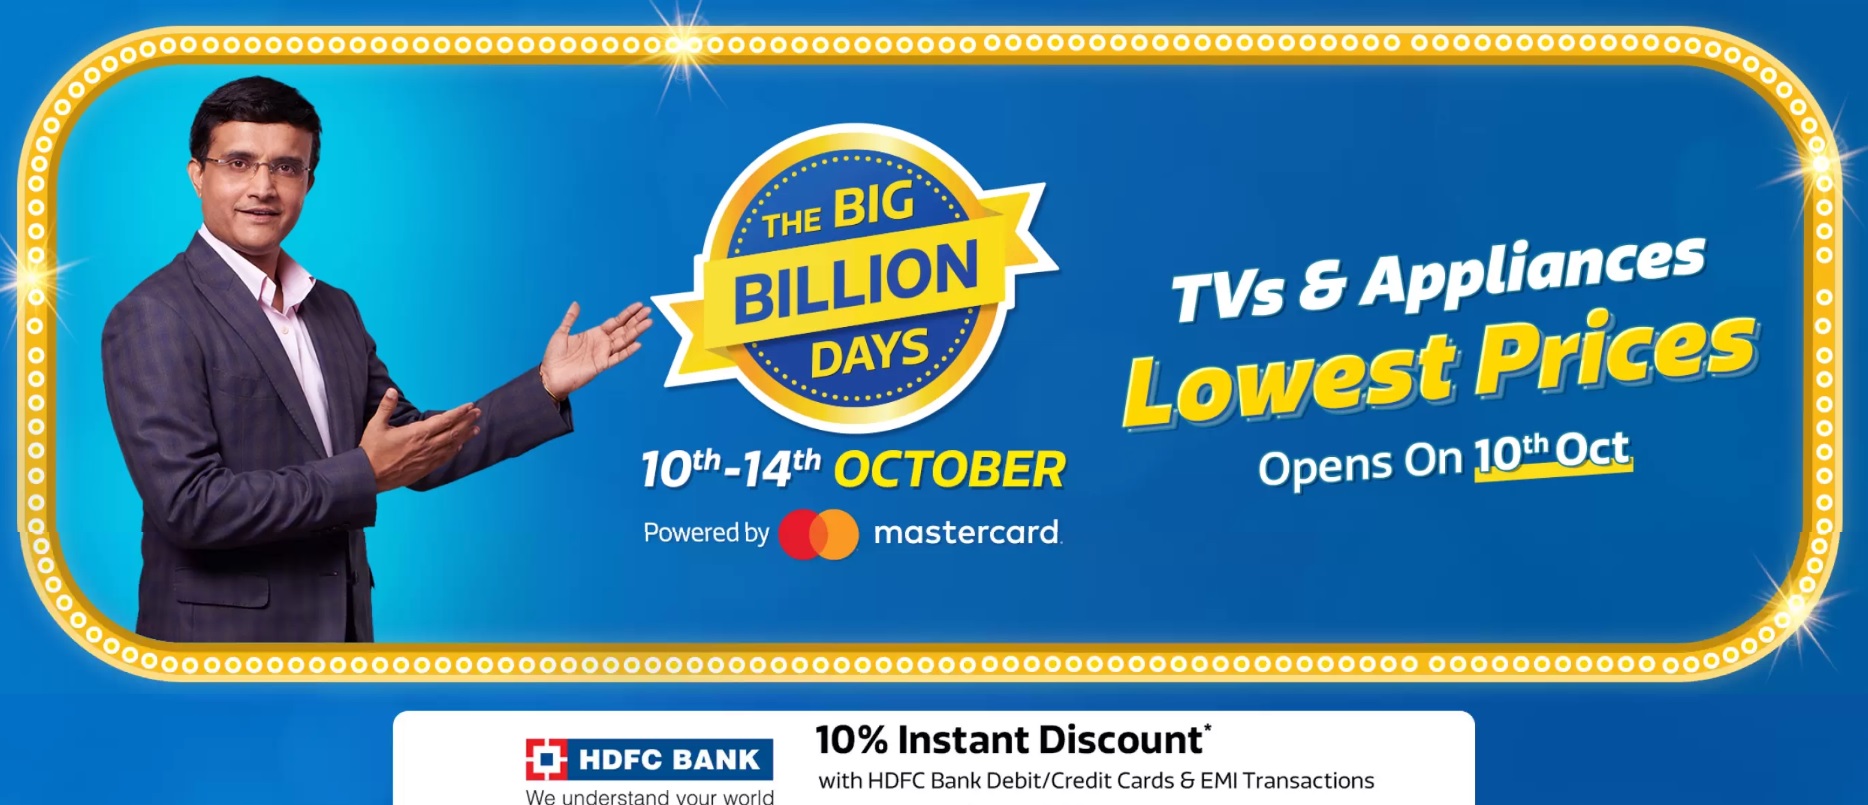 THE BIG
BILLION
DAYS
10th-14th OCTOBER
Powered by mastercard.
TVs & Appliances
Lowest Prices
Opens On 10th Oct
HDFC BANK
We understand your world
10% Instant Discount*
with HDFC Bank Debit/Credit Cards & EMI Transactions